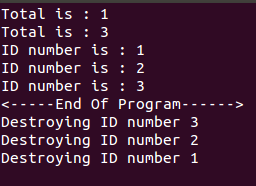 Total is : 1
Total is : 3
ID number is : 1
ID number is : 2
ID number is : 3
<-----End Of Program------>
Destroying ID number 3
Destroying ID number 2
Destroying ID number 1